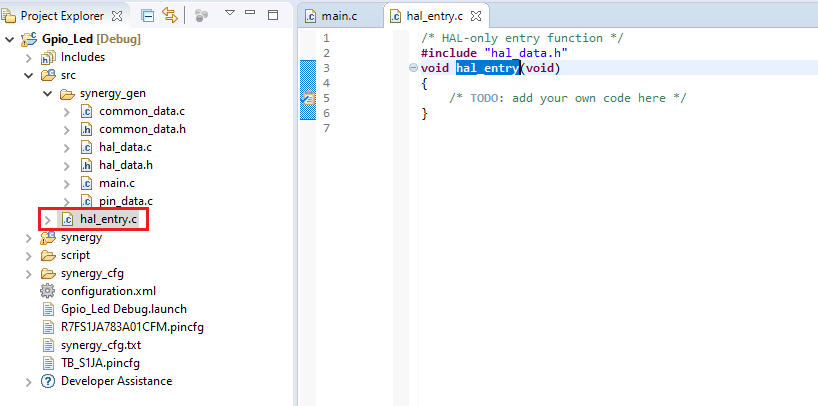 Project Explorer
Gpio_Led [Debug]
Includes
src
synergy_gen
common_data.c
common_data.h
hal_data.c
hal_data.h
main.c
pin_data.c
hal_entry.c
synergy
script
synergy_cfg
configuration.xml
Gpio_Led Debug.launch
R7FS1JA783A01CFM.pincfg
synergy_cfg.txt
TB_S1JA.pincfg
Developer Assistance
main.c
hal_entry.c
1 /* HAL-only entry function */
2 #include "hal_data.h"
3 void hal_entry(void)
4 {
5 /* TODO: add your own code here */
6 }
7